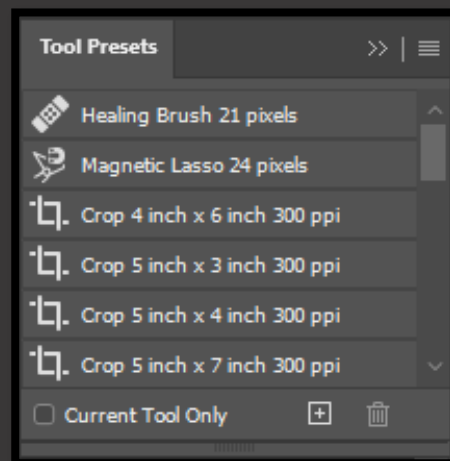 Tool Presets
Healing Brush 21 pixels
Magnetic Lasso 24 pixels
Crop 4 inch x 6 inch 300 ppi
Crop 5 inch x 3 inch 300 ppi
Crop 5 inch x 4 inch 300 ppi
Crop 5 inch x 7 inch 300 ppi
Current Tool Only